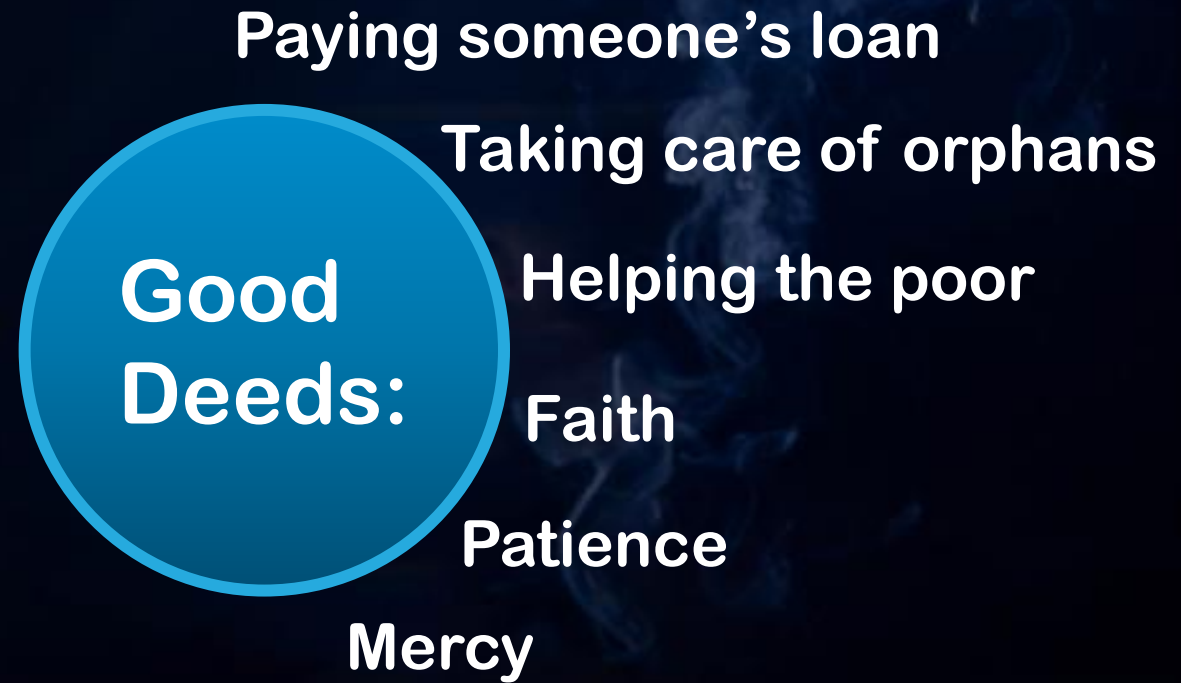 Paying someone’s loan
Taking care of orphans
Good
Deeds:
Helping the poor
Faith
Patience
Mercy